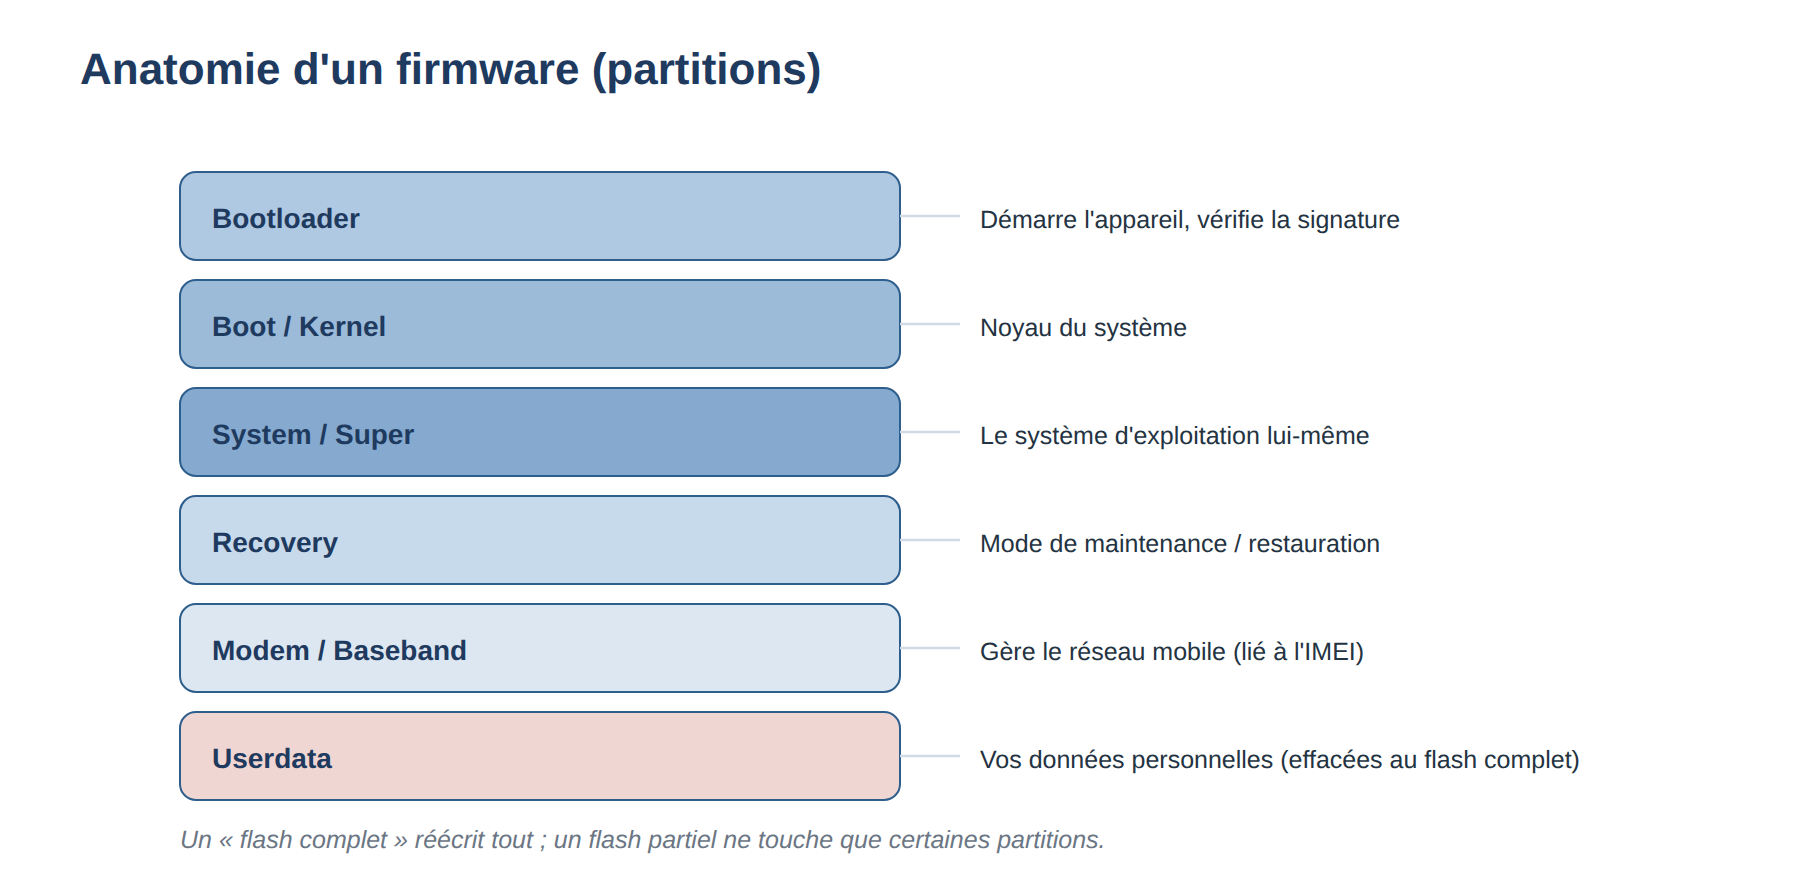 Anatomie d'un firmware (partitions)
Bootloader
Démarre l'appareil, vérifie la signature
Boot / Kernel
Noyau du système
System / Super
Le système d'exploitation lui-même
Recovery
Mode de maintenance / restauration
Modem / Baseband
Gère le réseau mobile (lié à l'IMEI)
Userdata
Vos données personnelles (effacées au flash complet)
Un « flash complet » réécrit tout ; un flash partiel ne touche que certaines partitions.